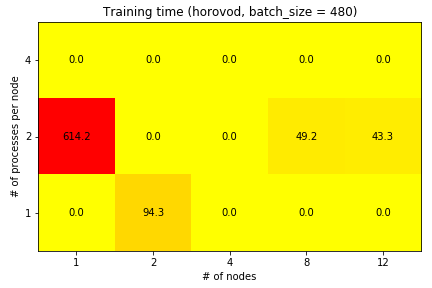 Training time (horovod, batch_size = 480)
# of processes per node
4 0.0 0.0 0.0 0.0 0.0
2 614.2 0.0 0.0 49.2 43.3
1 0.0 94.3 0.0 0.0 0.0
1 2 4 8 12
# of nodes